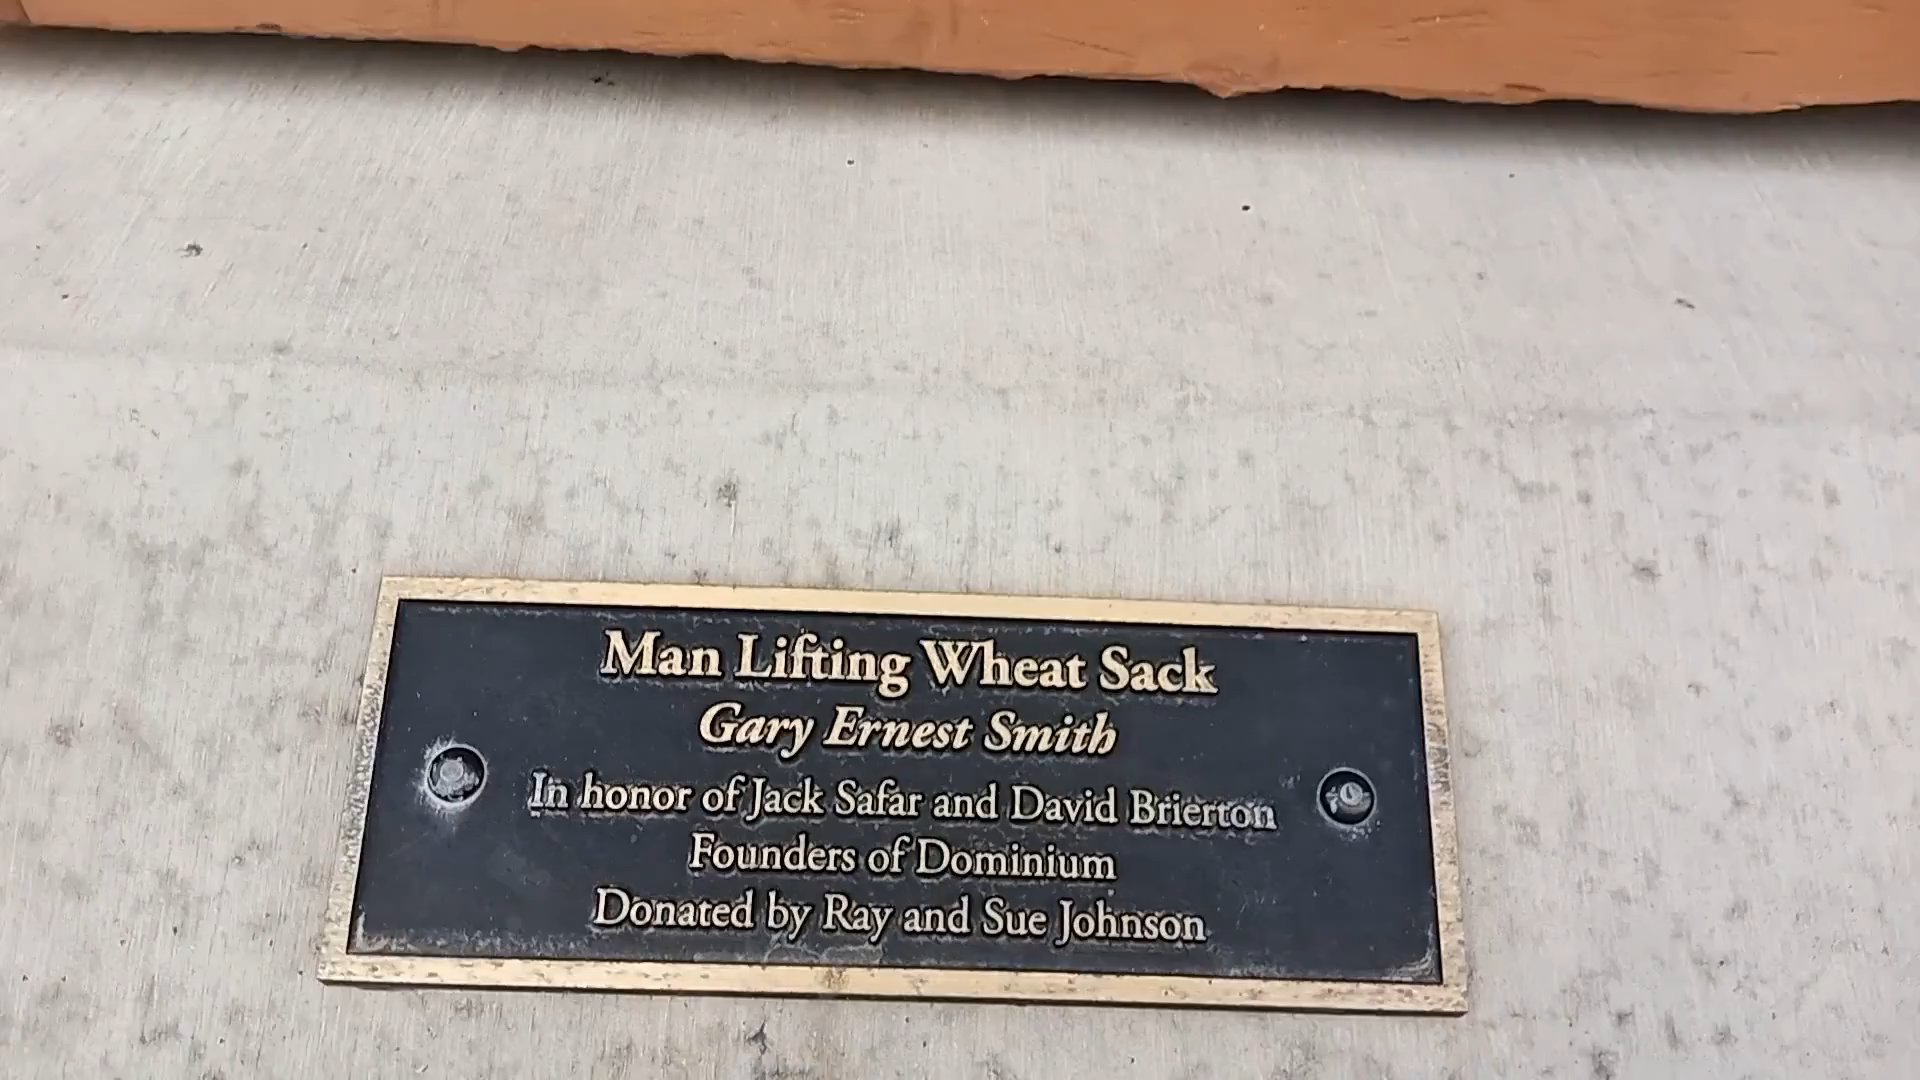 Man Lifting Wheat Sack
Gary Ernest Smith
In honor of Jack Safar and David Brierton
Founders of Dominium
Donated by Ray and Sue Johnson